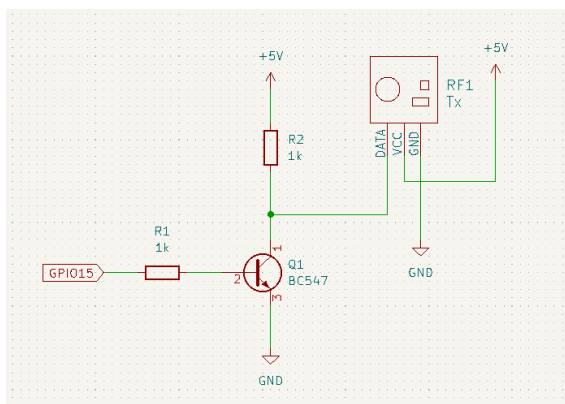 +5V
+5V
RF1
Tx
DATA
VCC
GND
R2
1k
R1
1k
1
GPIO15
2
Q1
BC547
3
GND
GND